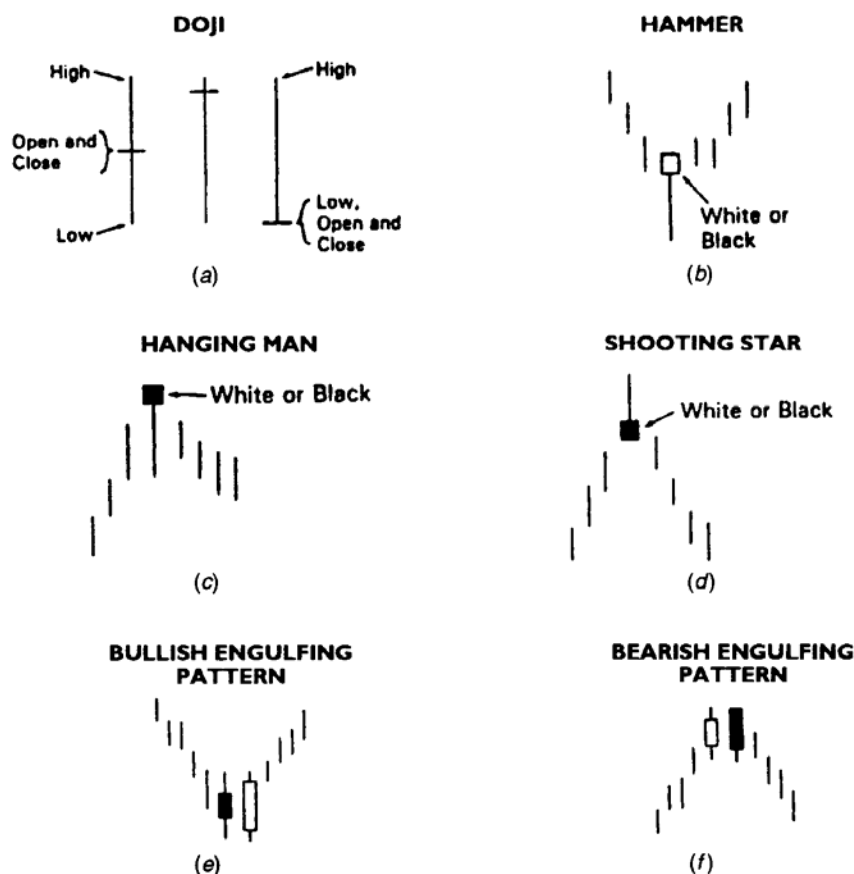 DOJI
High
High
Open and
Close
Low
Low,
Open and
Close
(a)
HAMMER
White or
Black
(b)
HANGING MAN
White or Black
(c)
SHOOTING STAR
White or Black
(d)
BULLISH ENGULFING
PATTERN
(e)
BEARISH ENGULFING
PATTERN
(f)